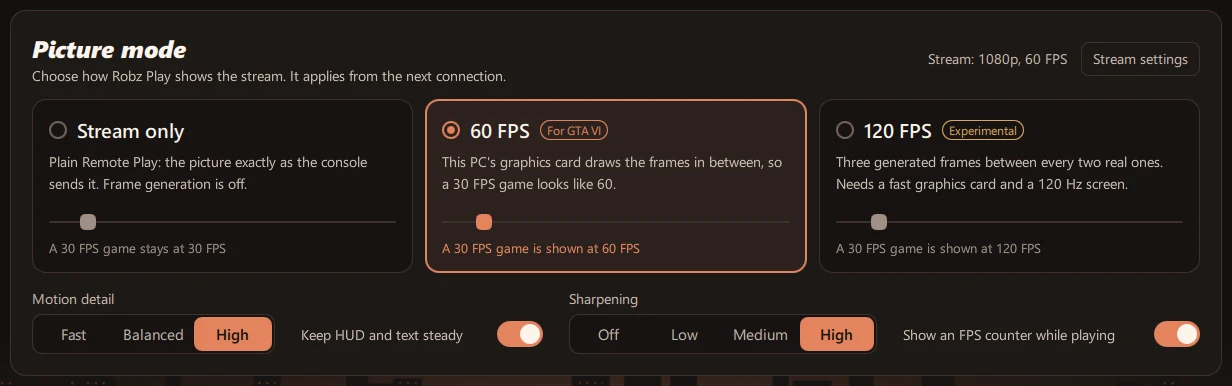 Picture mode
Choose how Robz Play shows the stream. It applies from the next connection.
Stream: 1080p, 60 FPS
Stream settings
Stream only
Plain Remote Play: the picture exactly as the console
sends it. Frame generation is off.
A 30 FPS game stays at 30 FPS
60 FPS
For GTA VI
This PC's graphics card draws the frames in between, so
a 30 FPS game looks like 60.
A 30 FPS game is shown at 60 FPS
120 FPS
Experimental
Three generated frames between every two real ones.
Needs a fast graphics card and a 120 Hz screen.
A 30 FPS game is shown at 120 FPS
Motion detail
Fast
Balanced
High
Keep HUD and text steady
Sharpening
Off
Low
Medium
High
Show an FPS counter while playing